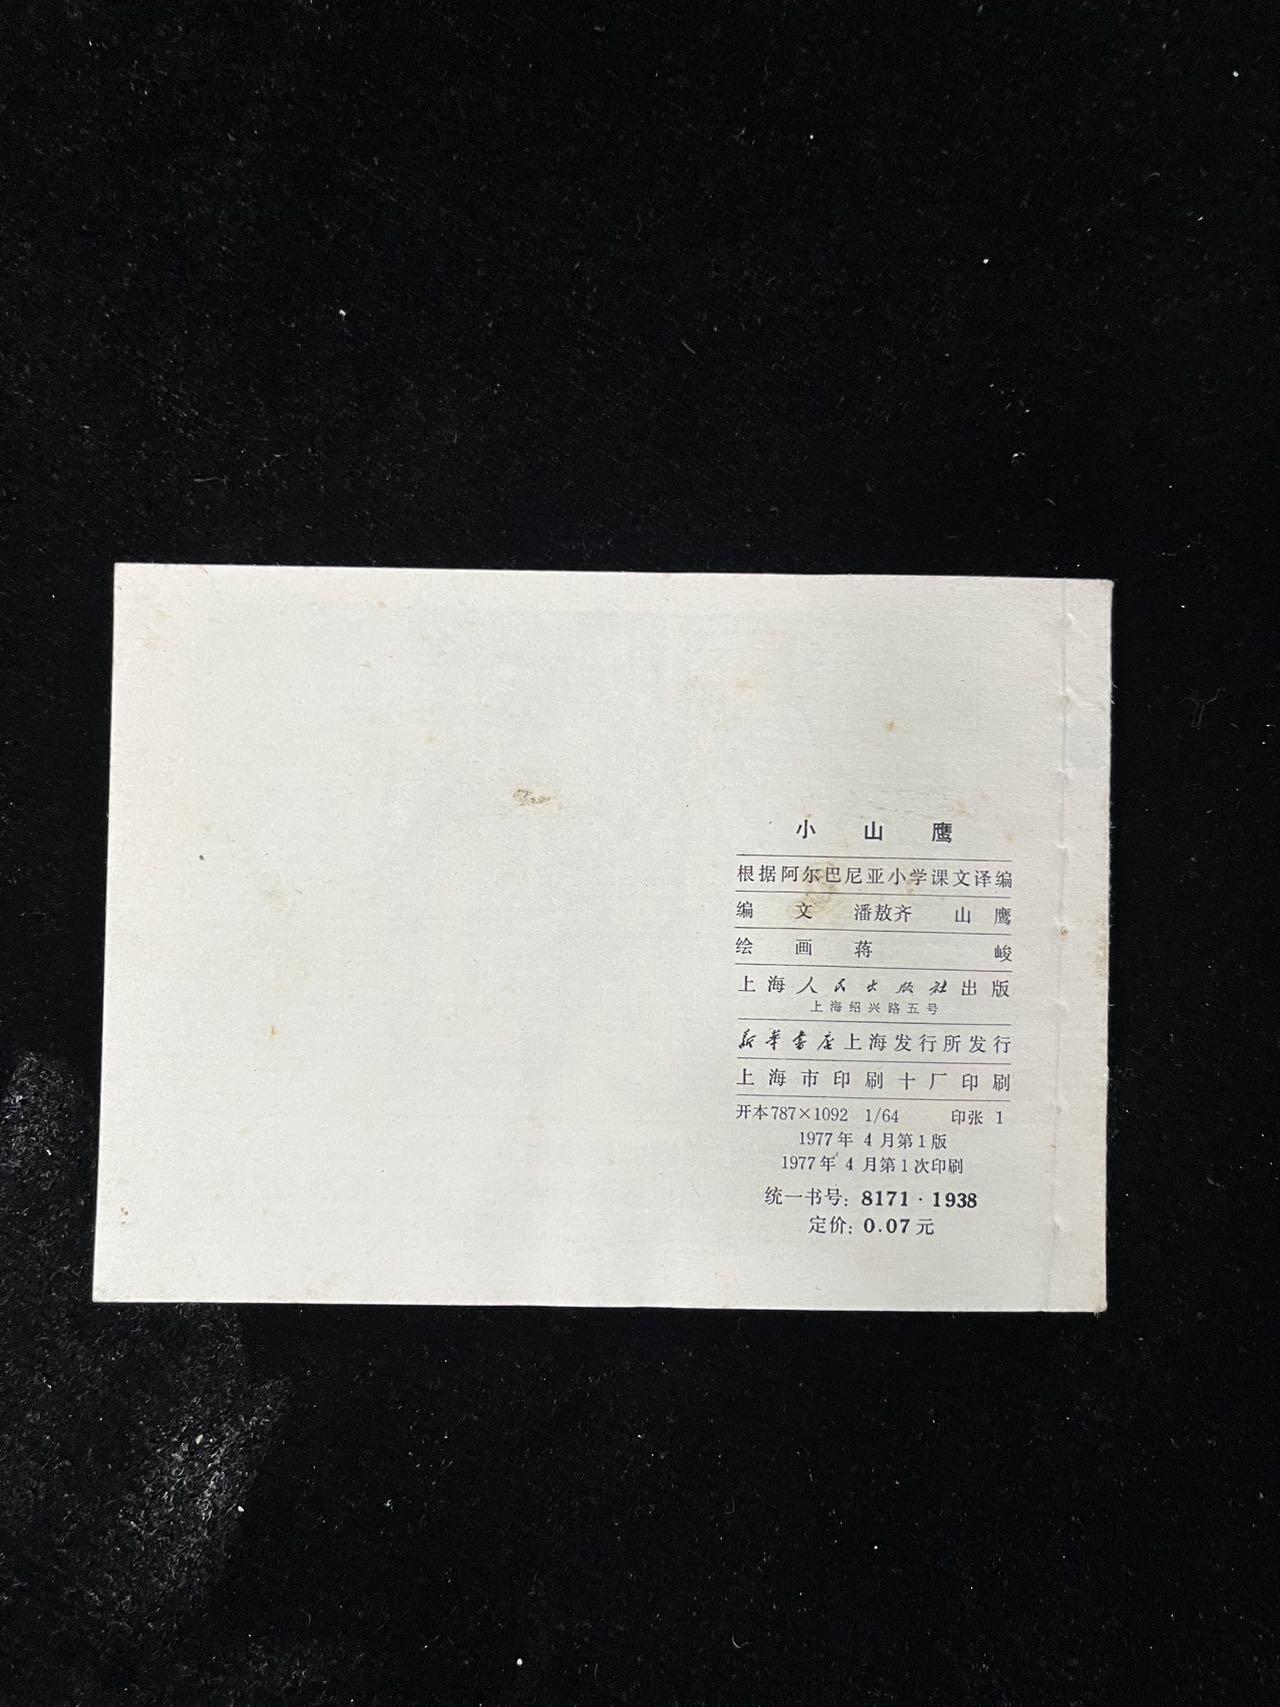 小山鹰
根据阿尔巴尼亚小学课文译编
编文 潘敖齐 山鹰
绘画 蒋峻
上海人民出版社出版
上海绍兴路五号
新华书店上海发行所发行
上海市印刷十厂印刷
开本787×1092 1/64 印张 1
1977年 4 月第1版
1977年 4 月第1次印刷
统一书号: 8171·1938
定价: 0.07元